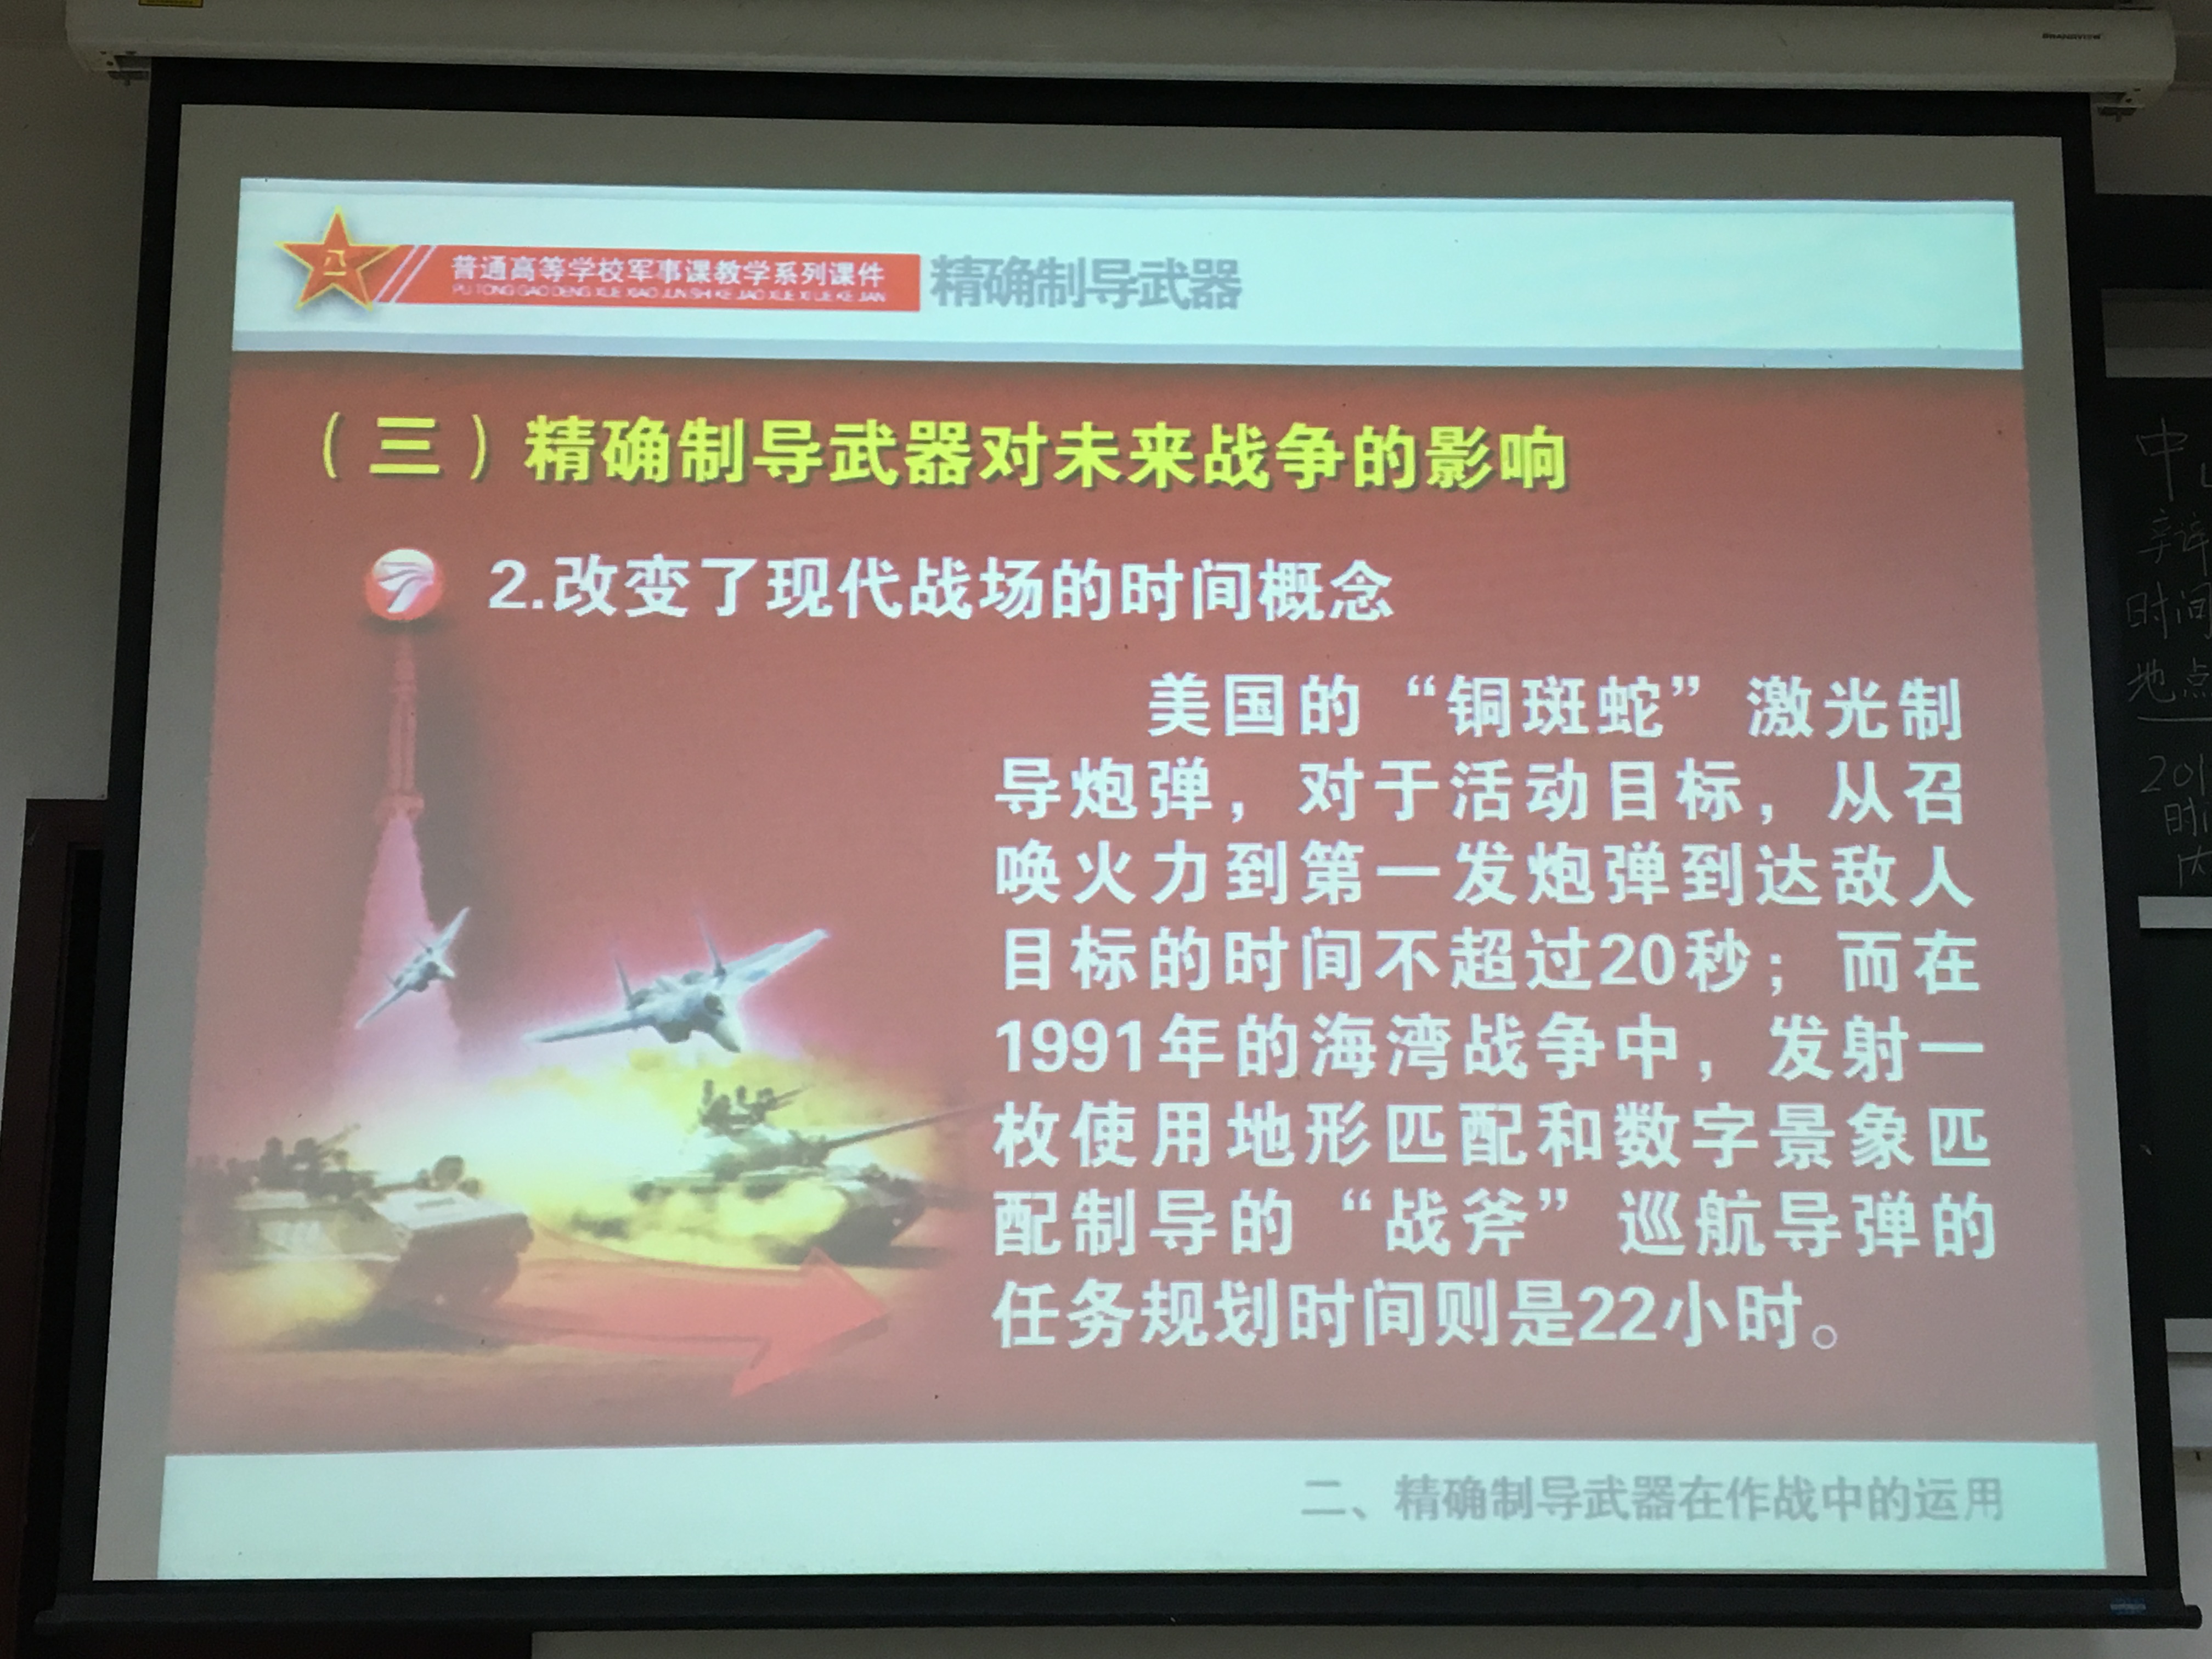 普通高等学校军事课教学系列课件
PU TONG GAO DENG XUE XIAO JUN SHI KE JIAO XUE XI LIE KE JIAN
精确制导武器
（三）精确制导武器对未来战争的影响
2.改变了现代战场的时间概念
美国的“铜斑蛇”激光制
导炮弹，对于活动目标，从召
唤火力到第一发炮弹到达敌人
目标的时间不超过20秒；而在
1991年的海湾战争中，发射一
枚使用地形匹配和数字景象匹
配制导的“战斧”巡航导弹的
任务规划时间则是22小时。
二、精确制导武器在作战中的运用
中
辩
时间
地点
201
时